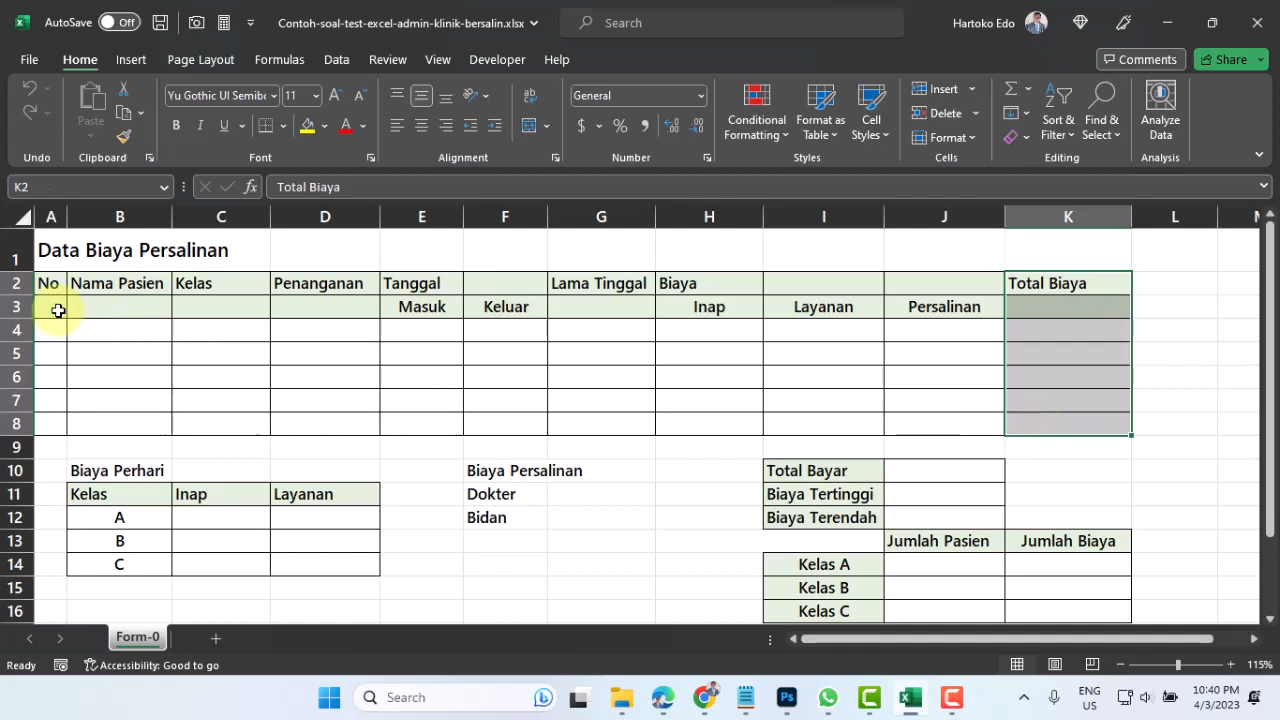 AutoSave Off Contoh-soal-test-excel-admin-klinik-bersalin.xlsx Search Hartoko Edo
File Home Insert Page Layout Formulas Data Review View Developer Help Comments Share
Undo
Paste
Clipboard
Yu Gothic UI Semibc 11
B I U A
Font
Alignment
General
$ % ,
Number
Conditional Formatting
Format as Table
Cell Styles
Styles
Insert
Delete
Format
Cells
Sort & Filter
Find & Select
Editing
Analyze Data
Analysis
K2 fx Total Biaya
A B C D E F G H I J K L
1 Data Biaya Persalinan
2 No Nama Pasien Kelas Penanganan Tanggal Lama Tinggal Biaya Total Biaya
3 Masuk Keluar Inap Layanan Persalinan
4
5
6
7
8
9
10 Biaya Perhari Biaya Persalinan Total Bayar
11 Kelas Inap Layanan Dokter Biaya Tertinggi
12 A Bidan Biaya Terendah
13 B Jumlah Pasien Jumlah Biaya
14 C Kelas A
15 Kelas B
16 Kelas C
Form-0
Ready Accessibility: Good to go 115%
Search ENG US 10:40 PM 4/3/2023